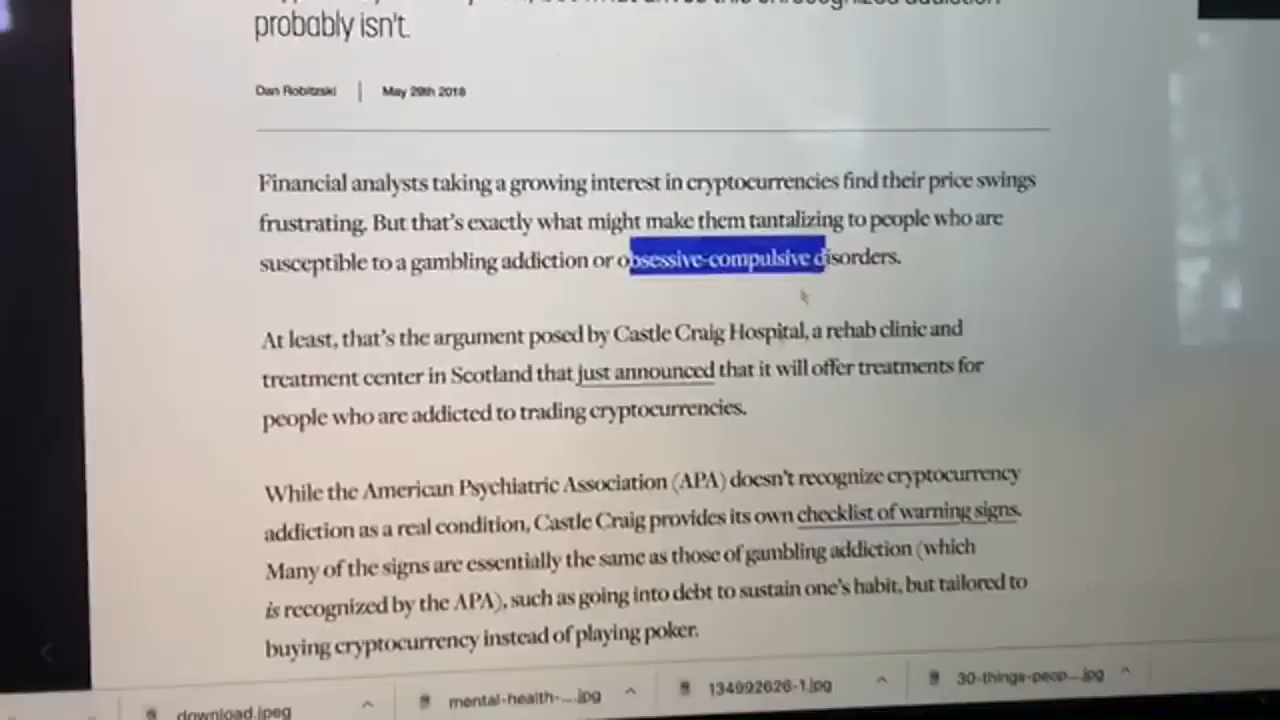 probably isn't.
Dan Robitzski | May 29th 2018
Financial analysts taking a growing interest in cryptocurrencies find their price swings
frustrating. But that's exactly what might make them tantalizing to people who are
susceptible to a gambling addiction or obsessive-compulsive disorders.
At least, that's the argument posed by Castle Craig Hospital, a rehab clinic and
treatment center in Scotland that just announced that it will offer treatments for
people who are addicted to trading cryptocurrencies.
While the American Psychiatric Association (APA) doesn't recognize cryptocurrency
addiction as a real condition, Castle Craig provides its own checklist of warning signs.
Many of the signs are essentially the same as those of gambling addiction (which
is recognized by the APA), such as going into debt to sustain one's habit, but tailored to
buying cryptocurrency instead of playing poker.
download.jpeg
mental-health-....jpg
134992626-1.jpg
30-things-peop...jpg